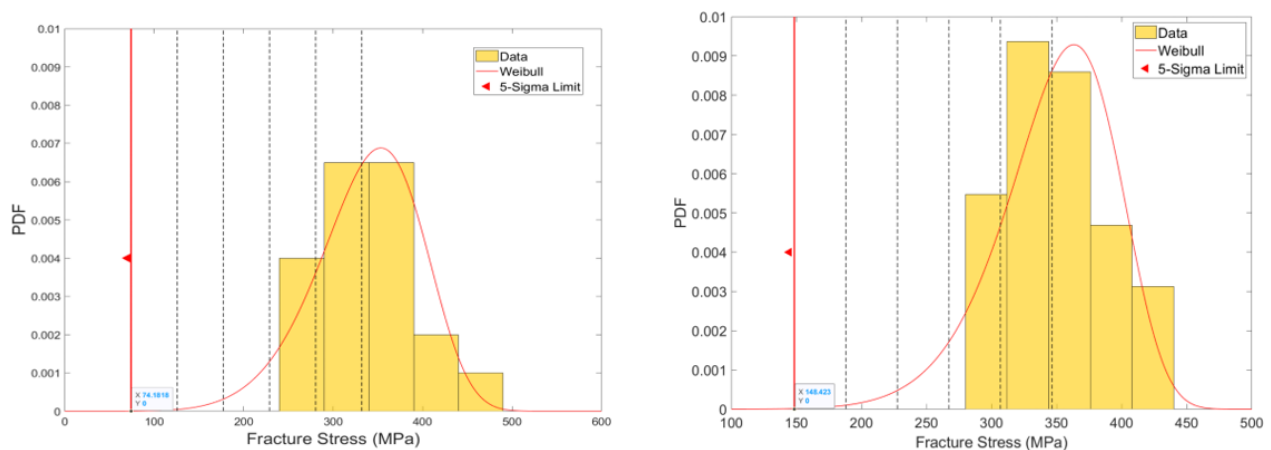 0.01
0.009
0.008
0.007
0.006
0.005
0.004
0.003
0.002
0.001
0
PDF
0 100 200 300 400 500 600
Fracture Stress (MPa)
Data
Weibull
5-Sigma Limit
X 74.1818
Y 0
0.01
0.009
0.008
0.007
0.006
0.005
0.004
0.003
0.002
0.001
0
PDF
100 150 200 250 300 350 400 450 500
Fracture Stress (MPa)
Data
Weibull
5-Sigma Limit
X 148.423
Y 0